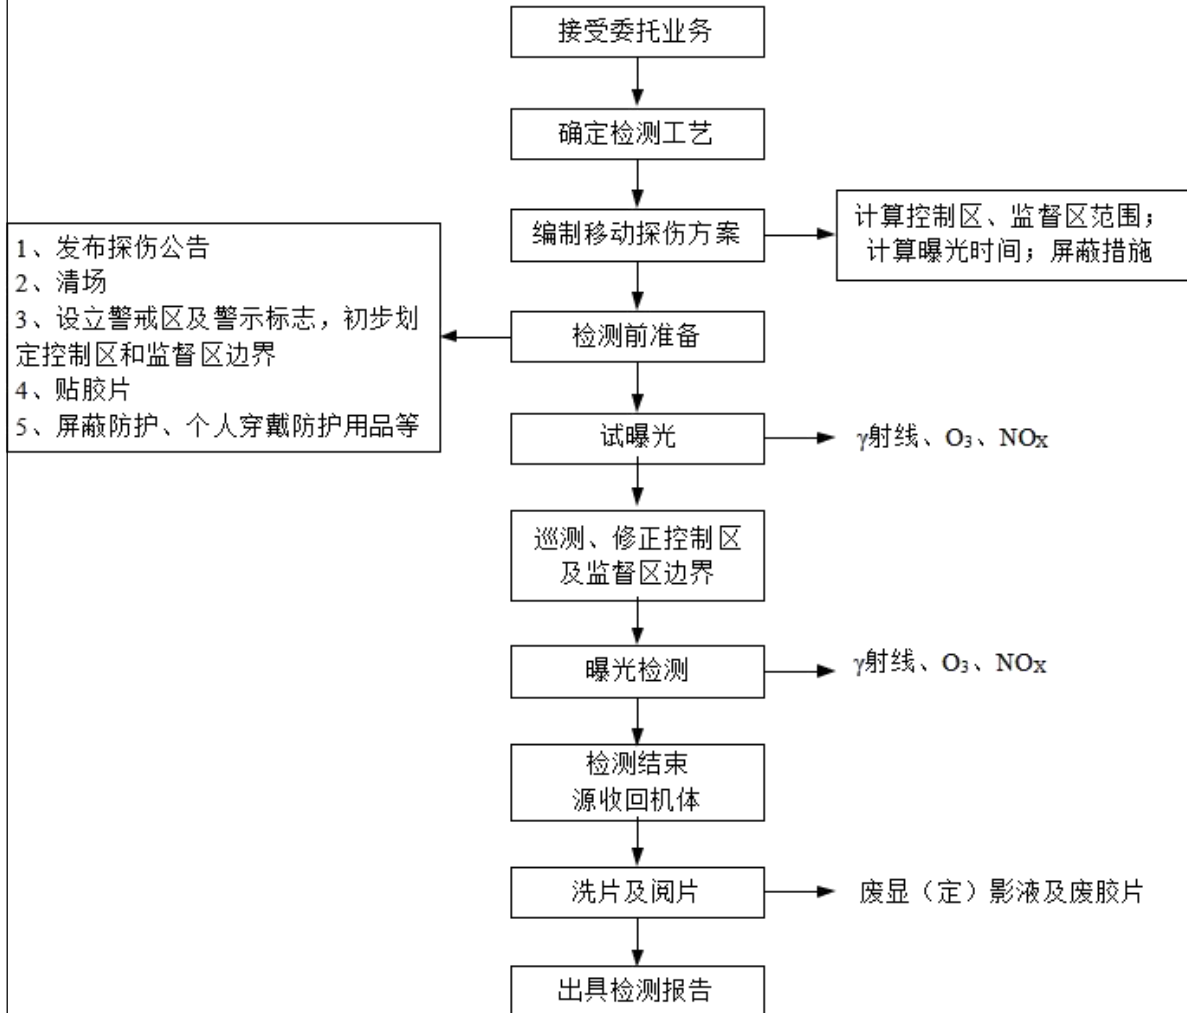 接受委托业务
确定检测工艺
编制移动探伤方案
计算控制区、监督区范围；
计算曝光时间；屏蔽措施
1、发布探伤公告
2、清场
3、设立警戒区及警示标志，初步划
定控制区和监督区边界
4、贴胶片
5、屏蔽防护、个人穿戴防护用品等
检测前准备
试曝光
γ射线、O₃、NOx
巡测、修正控制区
及监督区边界
曝光检测
γ射线、O₃、NOx
检测结束
源收回机体
洗片及阅片
废显（定）影液及废胶片
出具检测报告